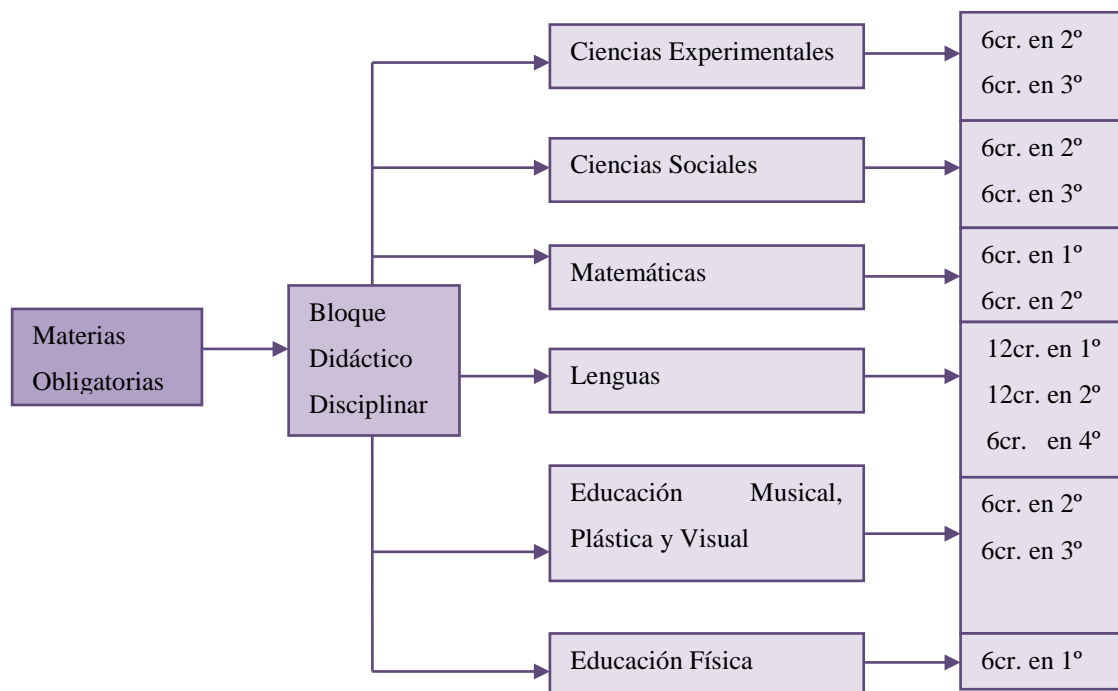 Materias
Obligatorias
Bloque
Didáctico
Disciplinar
Ciencias Experimentales
6cr. en 2º
6cr. en 3º
Ciencias Sociales
6cr. en 2º
6cr. en 3º
Matemáticas
6cr. en 1º
6cr. en 2º
Lenguas
12cr. en 1º
12cr. en 2º
6cr. en 4º
Educación Musical,
Plástica y Visual
6cr. en 2º
6cr. en 3º
Educación Física
6cr. en 1º